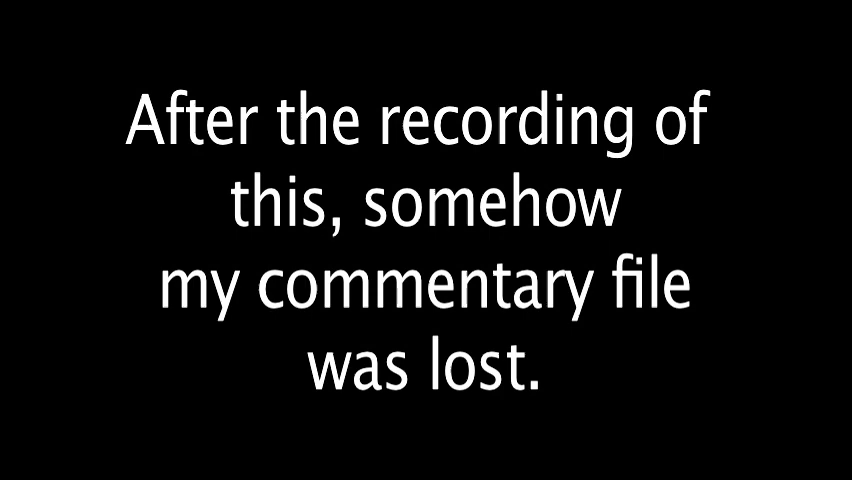 After the recording of
this, somehow
my commentary file
was lost.